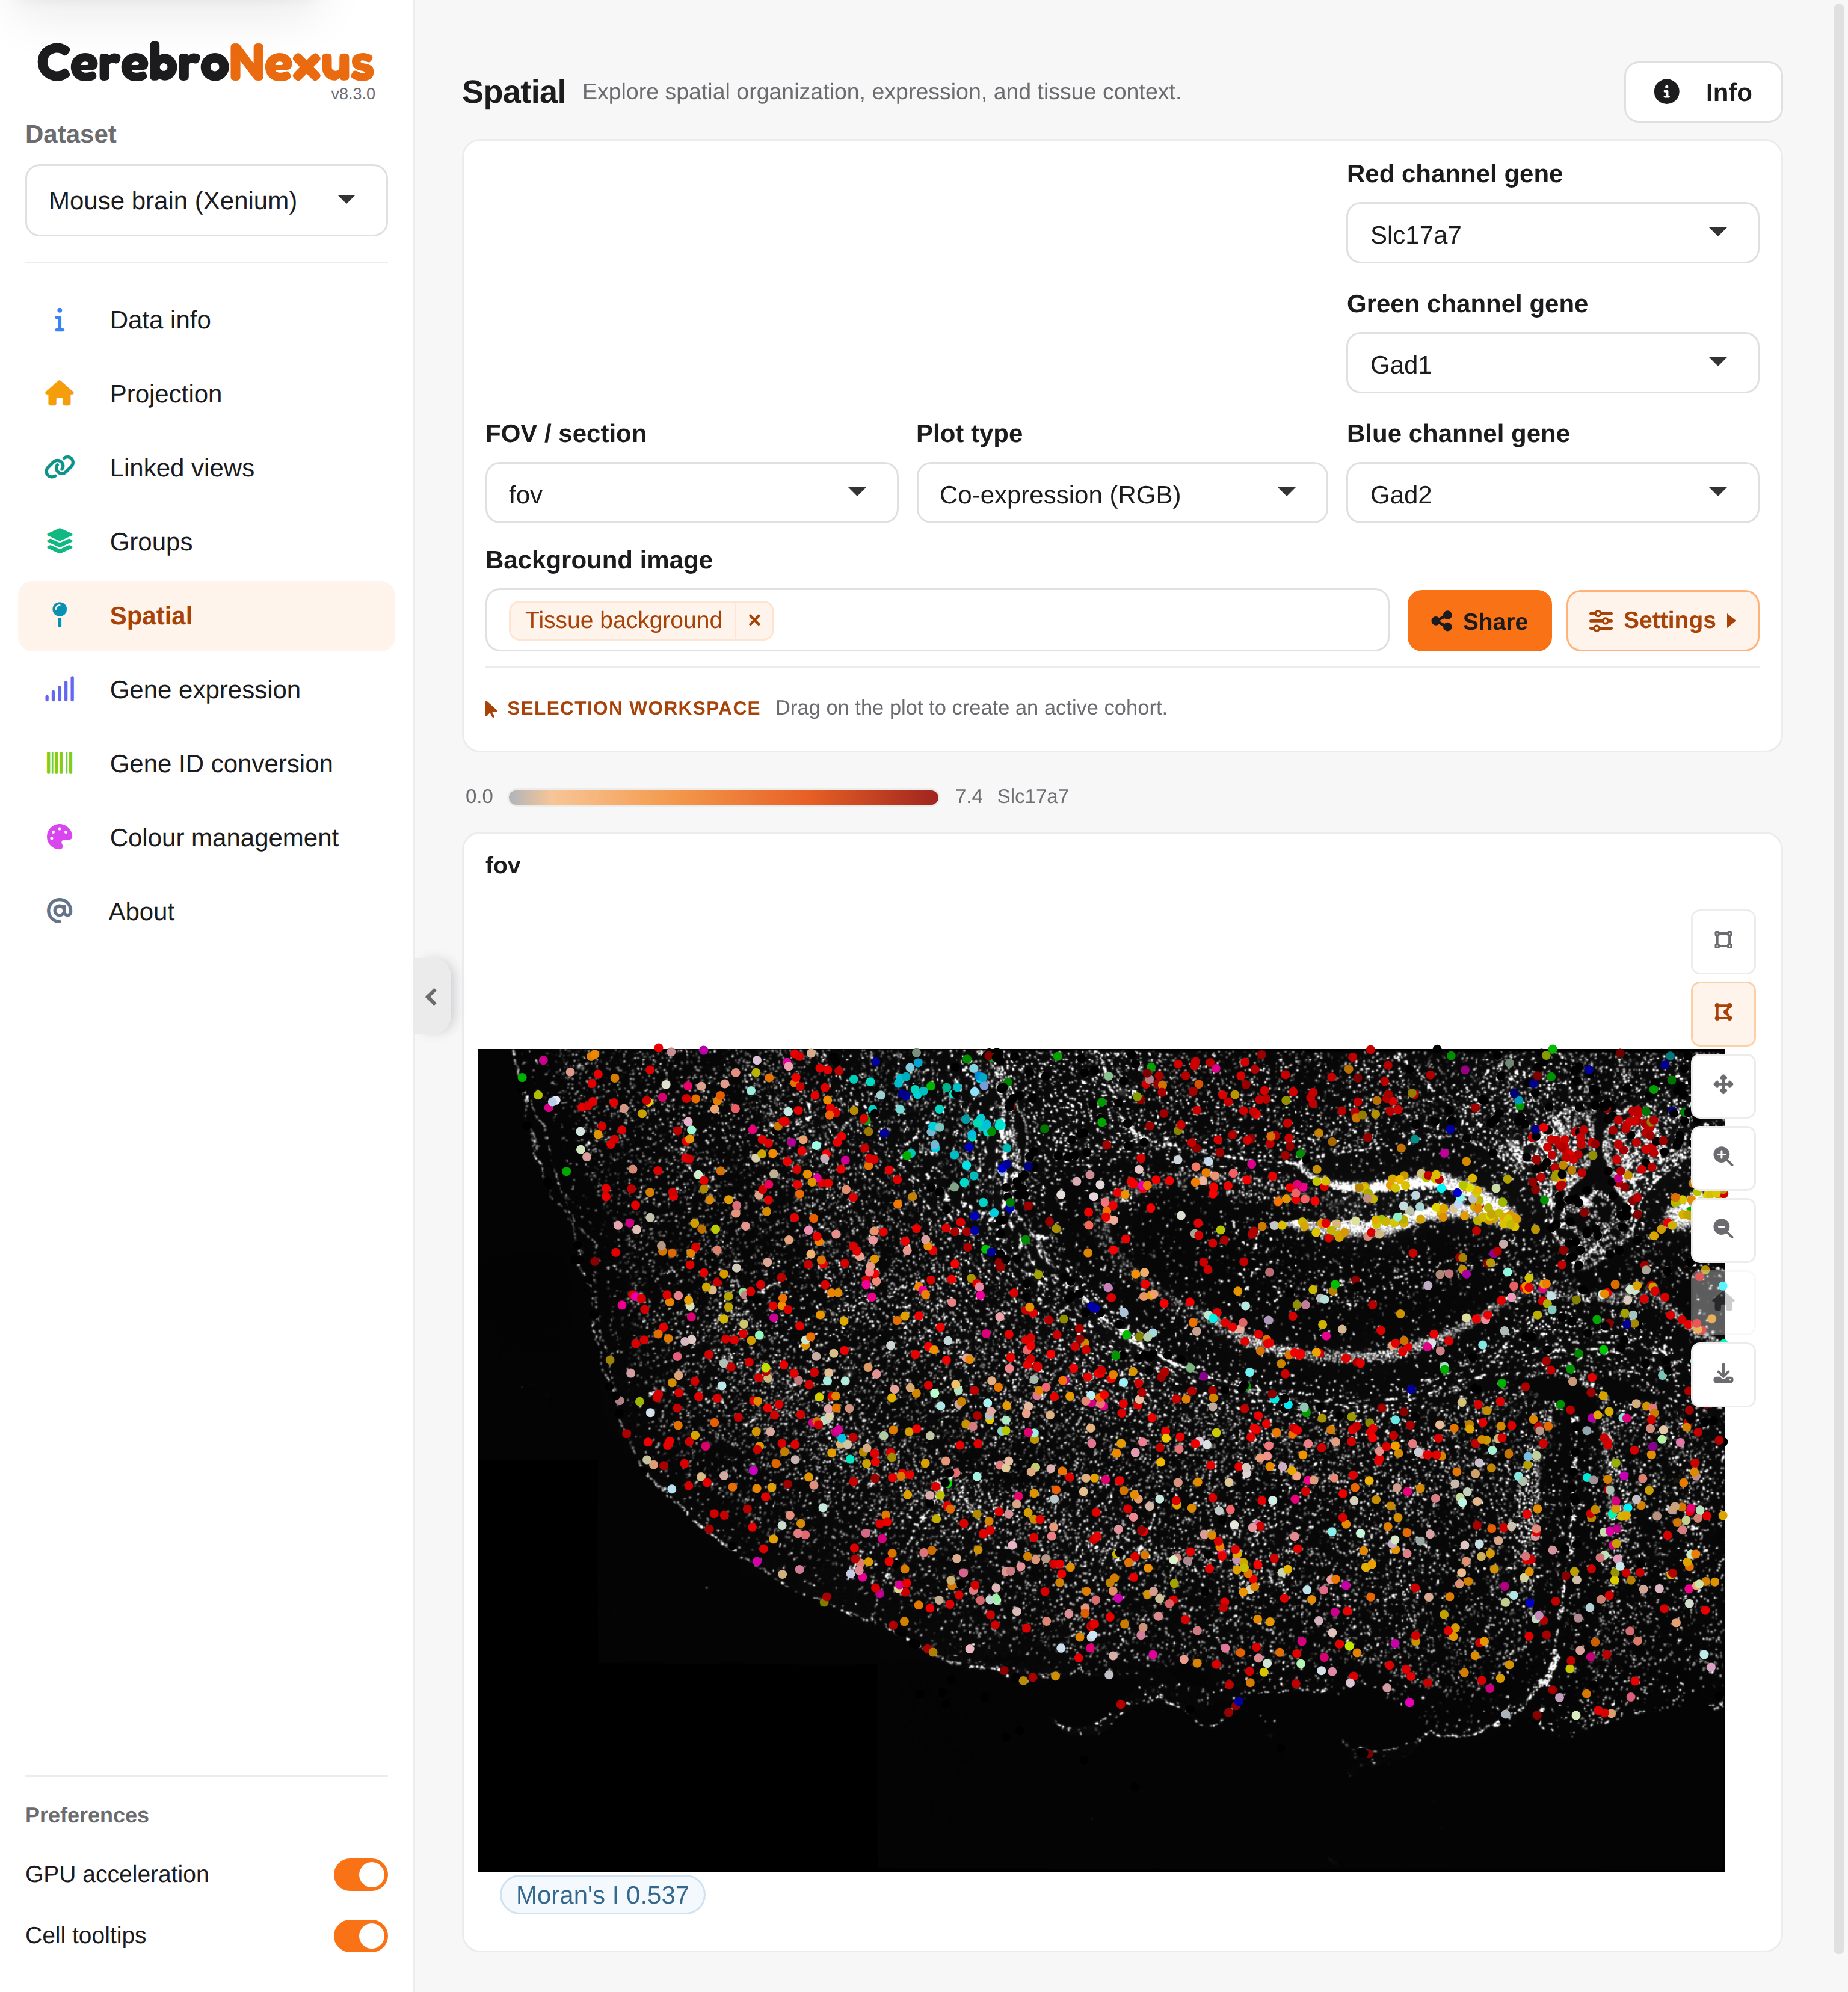 CerebroNexus
v8.3.0
Dataset
Mouse brain (Xenium)
Data info
Projection
Linked views
Groups
Spatial
Gene expression
Gene ID conversion
Colour management
About
Preferences
GPU acceleration
Cell tooltips
Spatial Explore spatial organization, expression, and tissue context.
Info
Red channel gene
Slc17a7
Green channel gene
Gad1
FOV / section Plot type Blue channel gene
fov Co-expression (RGB) Gad2
Background image
Tissue background ×
Share Settings
SELECTION WORKSPACE Drag on the plot to create an active cohort.
0.0 7.4 Slc17a7
fov
Moran's I 0.537